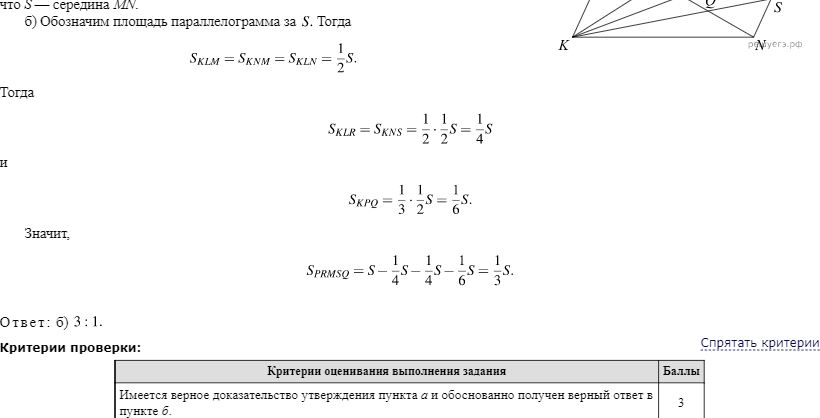 что S — середина MN.
Q
S
б) Обозначим площадь параллелограмма за S. Тогда
K
N
решуегэ.рф
S_{KLM} = S_{KNM} = S_{KLN} = \frac{1}{2}S.
Тогда
S_{KLR} = S_{KNS} = \frac{1}{2} \cdot \frac{1}{2}S = \frac{1}{4}S
и
S_{KPQ} = \frac{1}{3} \cdot \frac{1}{2}S = \frac{1}{6}S.
Значит,
S_{PRMSQ} = S - \frac{1}{4}S - \frac{1}{4}S - \frac{1}{6}S = \frac{1}{3}S.
Ответ: б) 3 : 1.
Спрятать критерии
Критерии проверки:
Критерии оценивания выполнения задания Баллы
Имеется верное доказательство утверждения пункта а и обоснованно получен верный ответ в
пункте б.
3